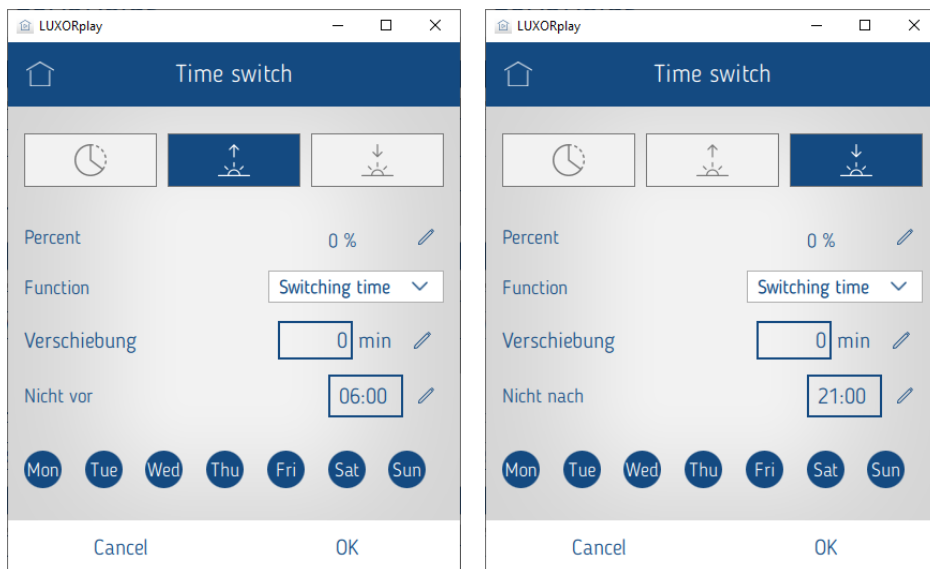 LUXORplay
Time switch
Percent 0 %
Function Switching time
Verschiebung 0 min
Nicht vor 06:00
Mon Tue Wed Thu Fri Sat Sun
Cancel OK
LUXORplay
Time switch
Percent 0 %
Function Switching time
Verschiebung 0 min
Nicht nach 21:00
Mon Tue Wed Thu Fri Sat Sun
Cancel OK